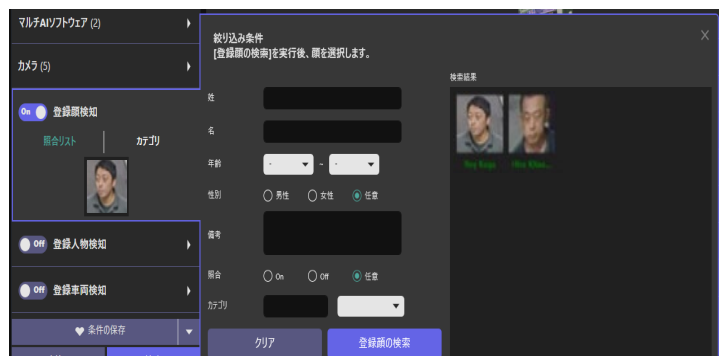 マルチAIソフトウェア (2)
カメラ (5)
On 登録顔検知
照合リスト カテゴリ
Off 登録人物検知
Off 登録車両検知
条件の保存
絞り込み条件
[登録顔の検索]を実行後、顔を選択します。
X
姓
名
年齢 - ~ -
性別 男性 女性 任意
備考
照合 On Off 任意
カテゴリ
クリア 登録顔の検索
検索結果